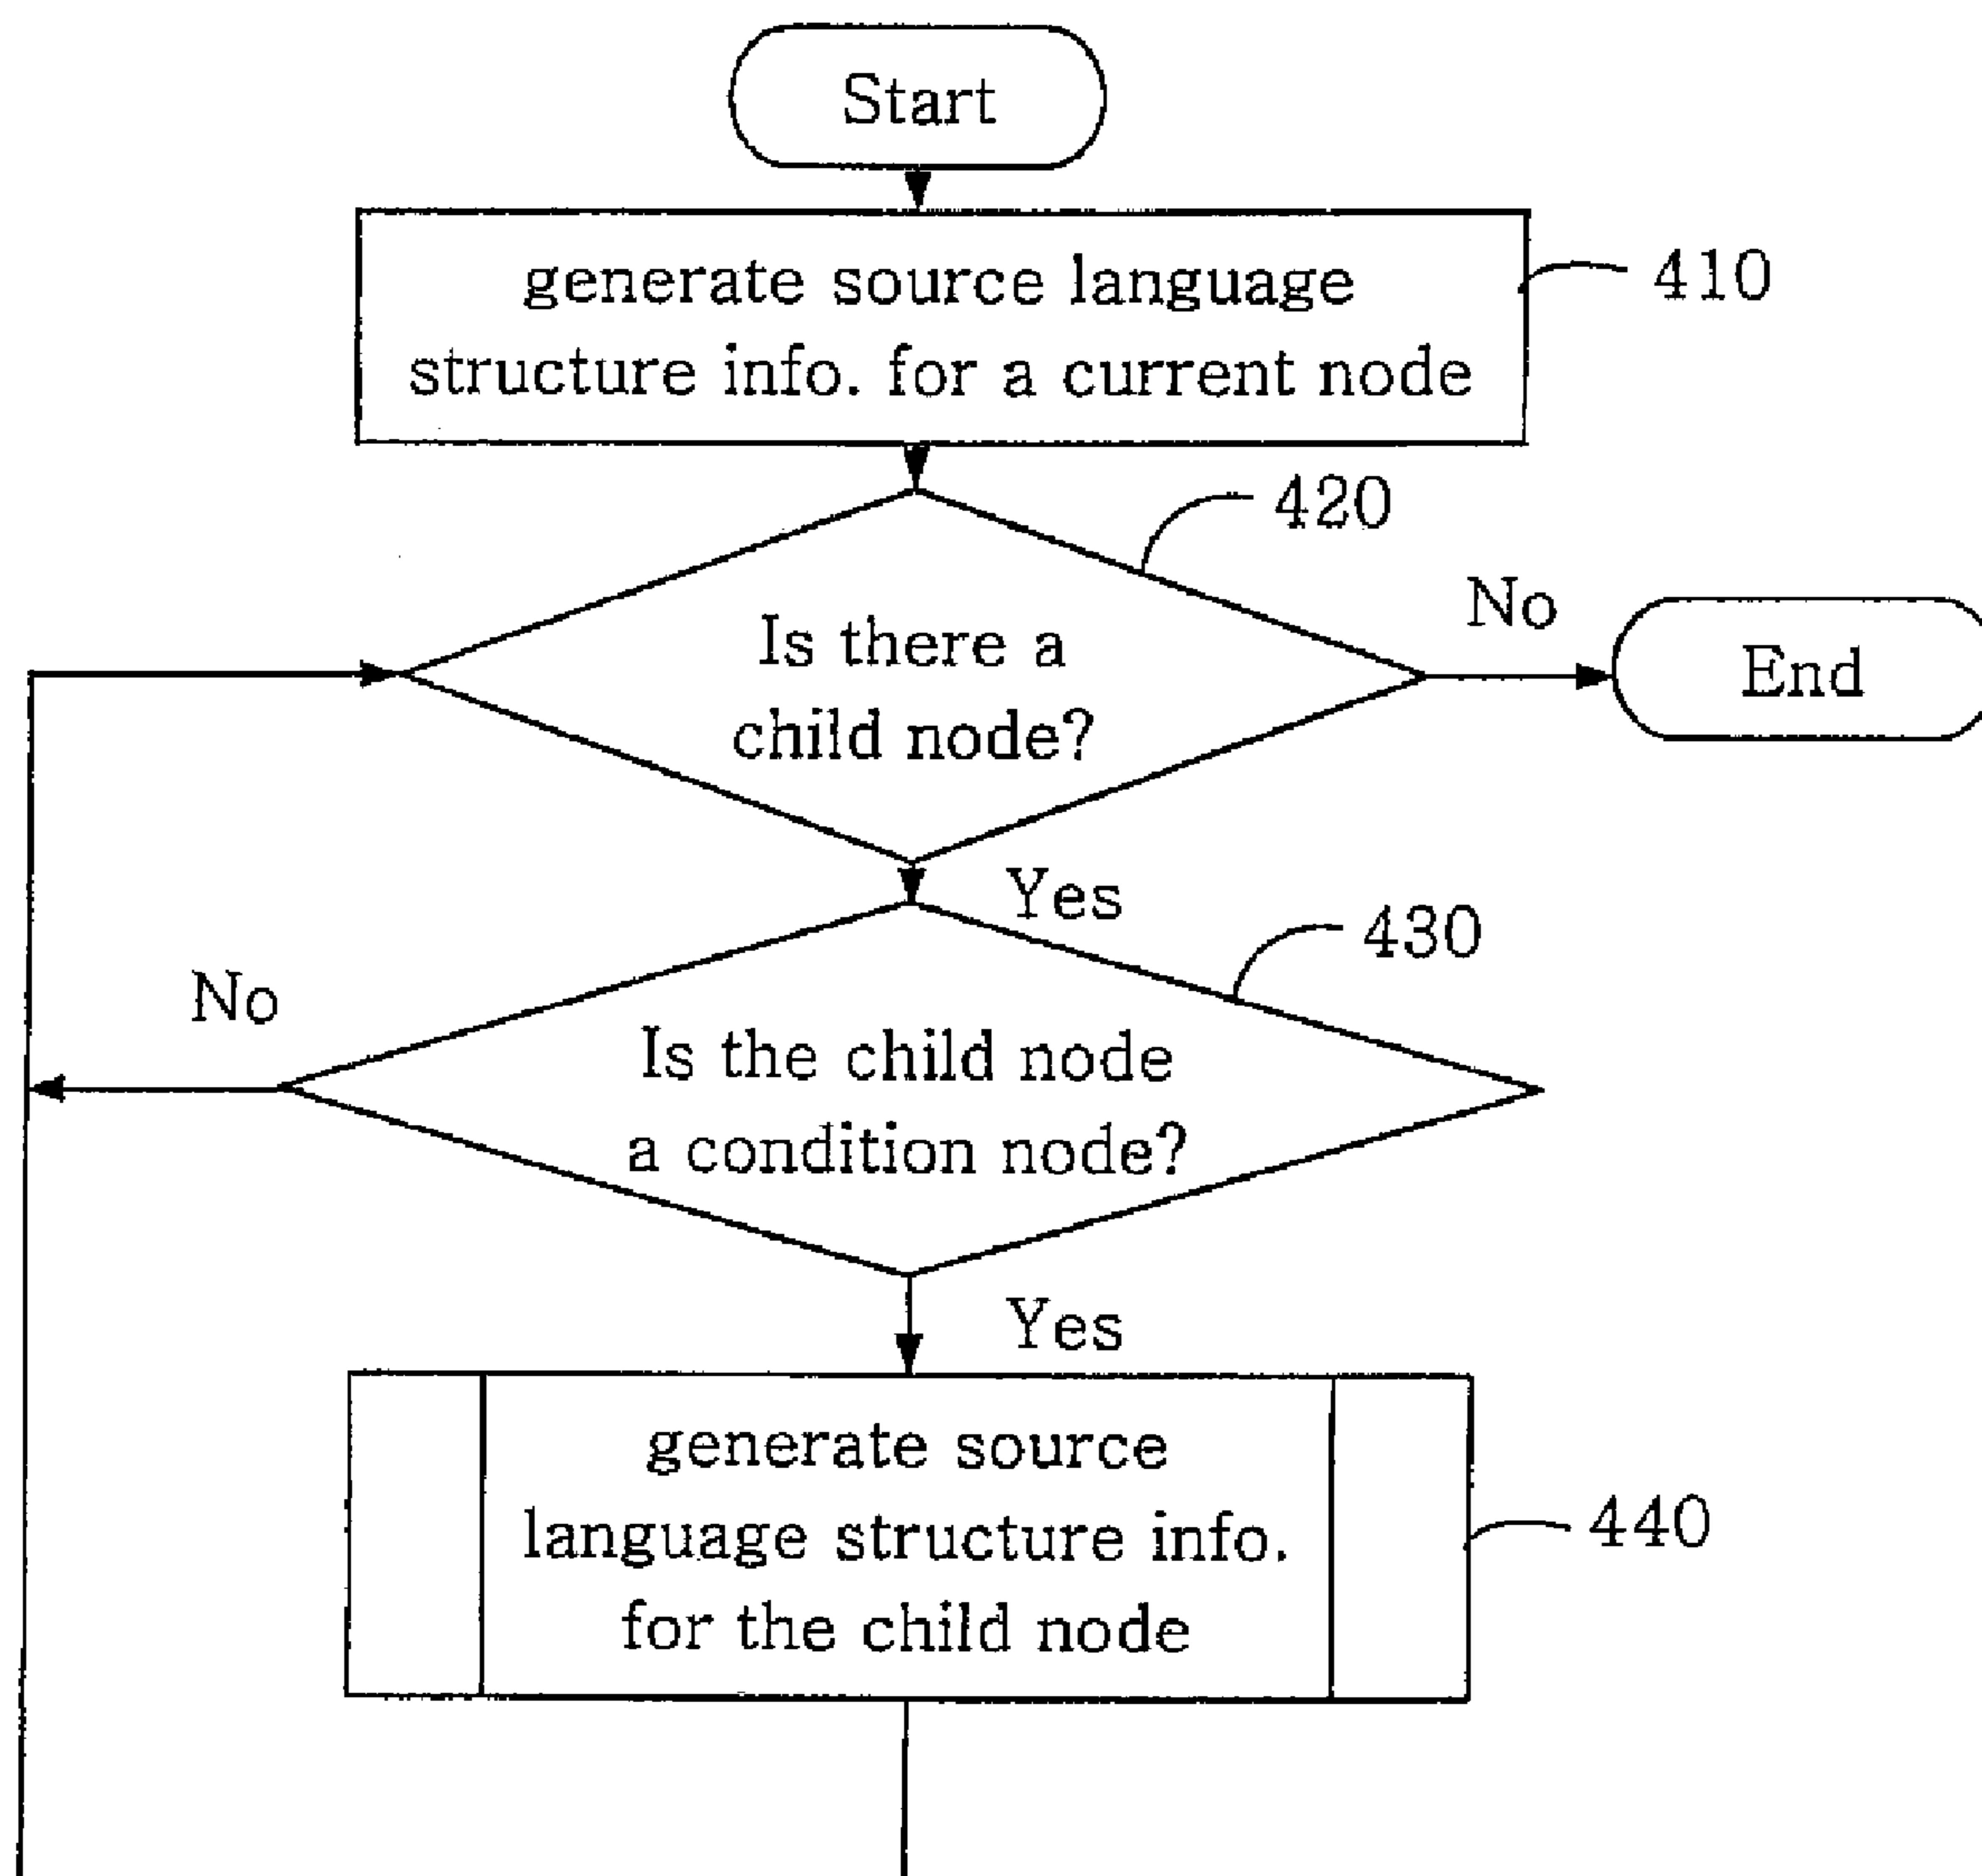 Start
generate source language
structure info. for a current node
410
420
Is there a
child node?
No
End
Yes
430
No
Is the child node
a condition node?
Yes
generate source
language structure info.
for the child node
440